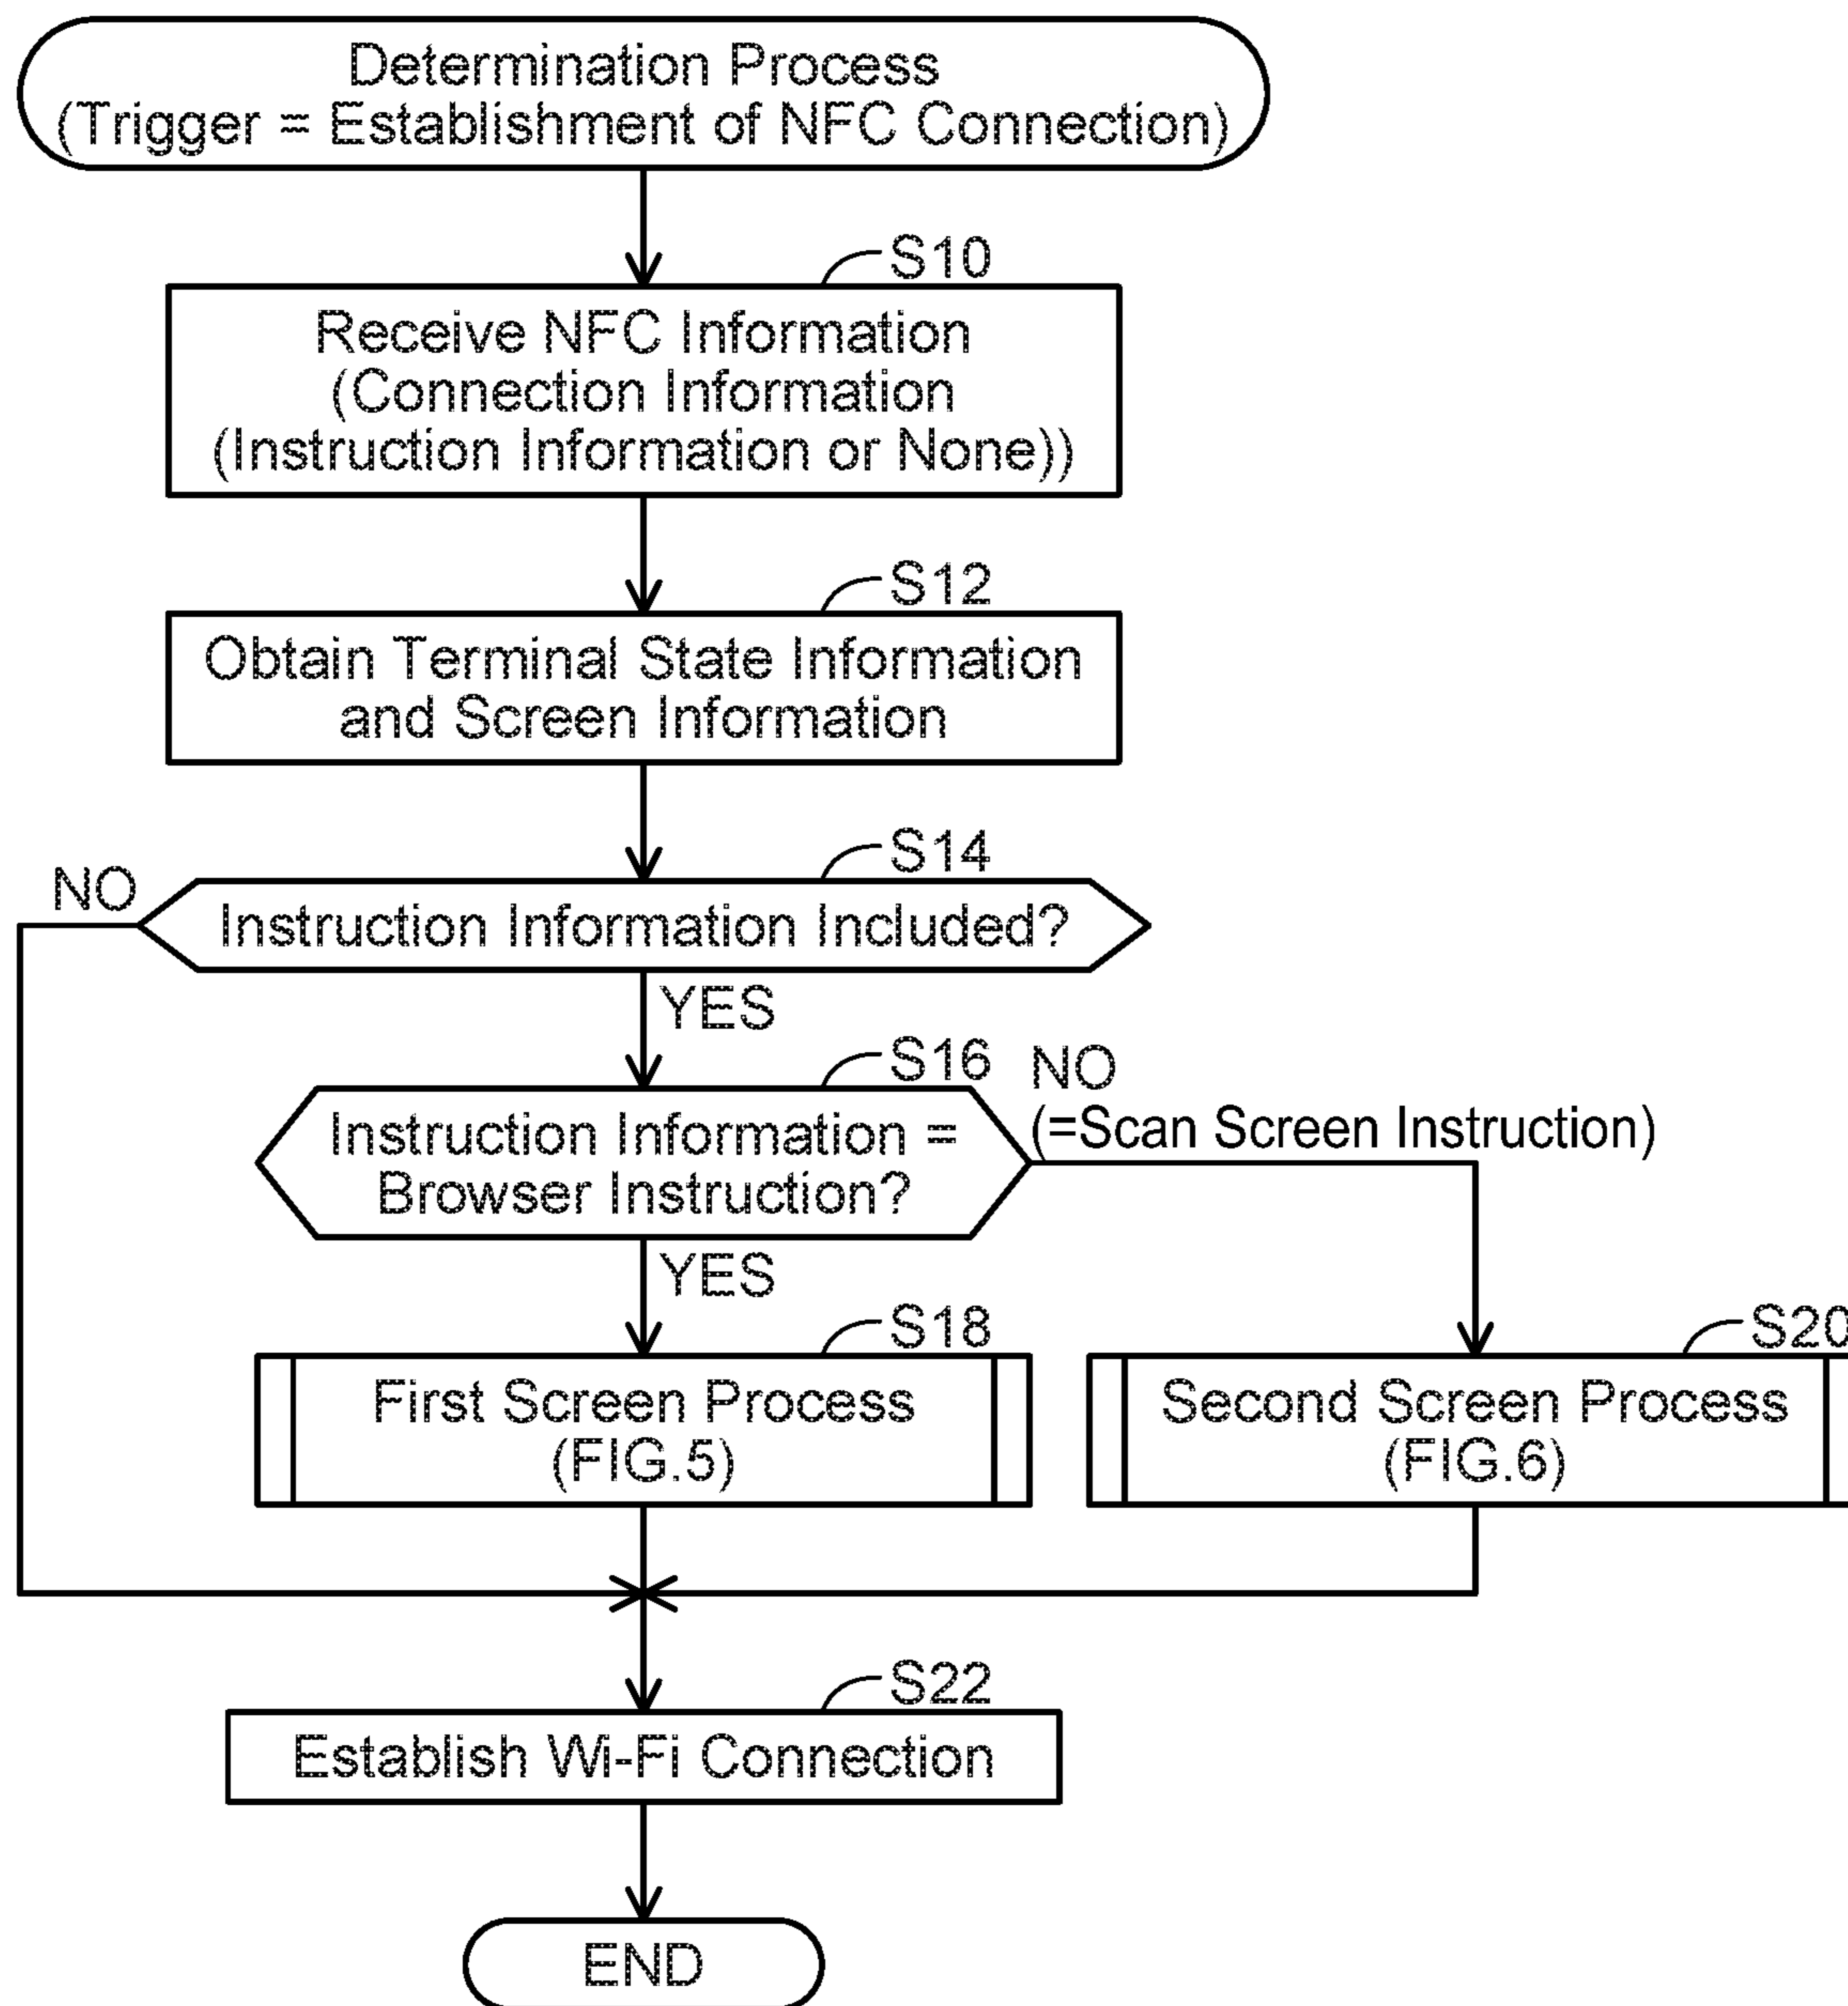 Determination Process
(Trigger = Establishment of NFC Connection)
S10
Receive NFC Information
(Connection Information
(Instruction Information or None))
S12
Obtain Terminal State Information
and Screen Information
S14
NO
Instruction Information Included?
YES
S16
NO
(=Scan Screen Instruction)
Instruction Information =
Browser Instruction?
YES
S18
S20
First Screen Process
(FIG.5)
Second Screen Process
(FIG.6)
S22
Establish Wi-Fi Connection
END